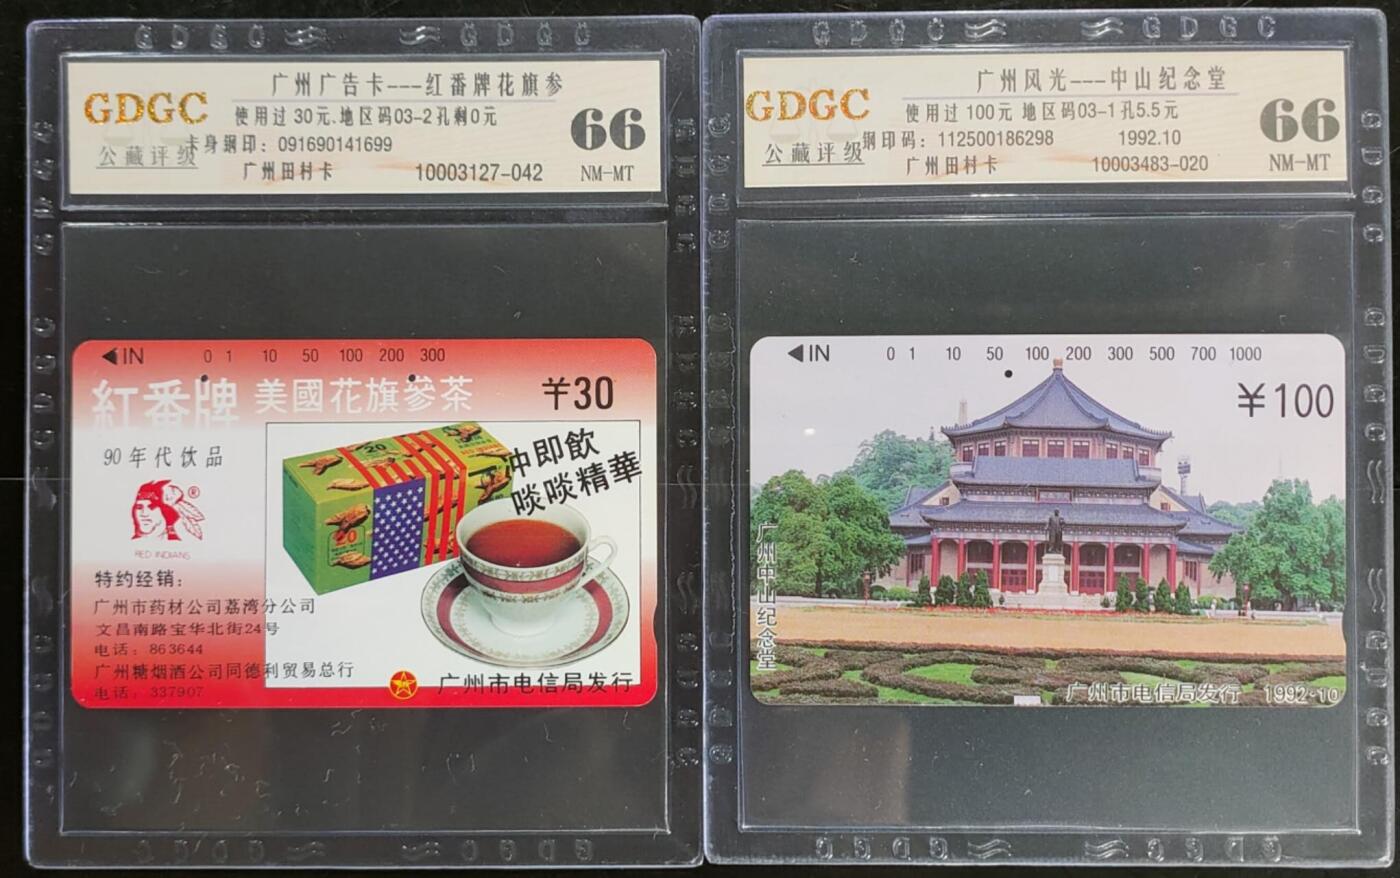 GDGC
GDGC
广州广告卡---红番牌花旗参
GDGC
使用过 30元、地区码03-2孔剩0元
66
公藏评级
卡身钢印：091690141699
广州田村卡
10003127-042
NM-MT
IN 0 1 10 50 100 200 300
紅番牌 美國花旗參茶 ¥30
90年代饮品
沖即飲
啖啖精華
20
20
RED INDIANS
特约经销：
广州市药材公司荔湾分公司
文昌南路宝华北街24号
电话：863644
广州糖烟酒公司同德利贸易总行
电话：337907
广州市电信局发行
GDGC
GDGC
广州风光---中山纪念堂
GDGC
使用过 100元 地区码03-1孔5.5元
66
公藏评级
钢印码：112500186298
1992.10
广州田村卡
10003483-020
NM-MT
IN 0 1 10 50 100 200 300 500 700 1000
¥100
广州中山纪念堂
广州市电信局发行 1992·10